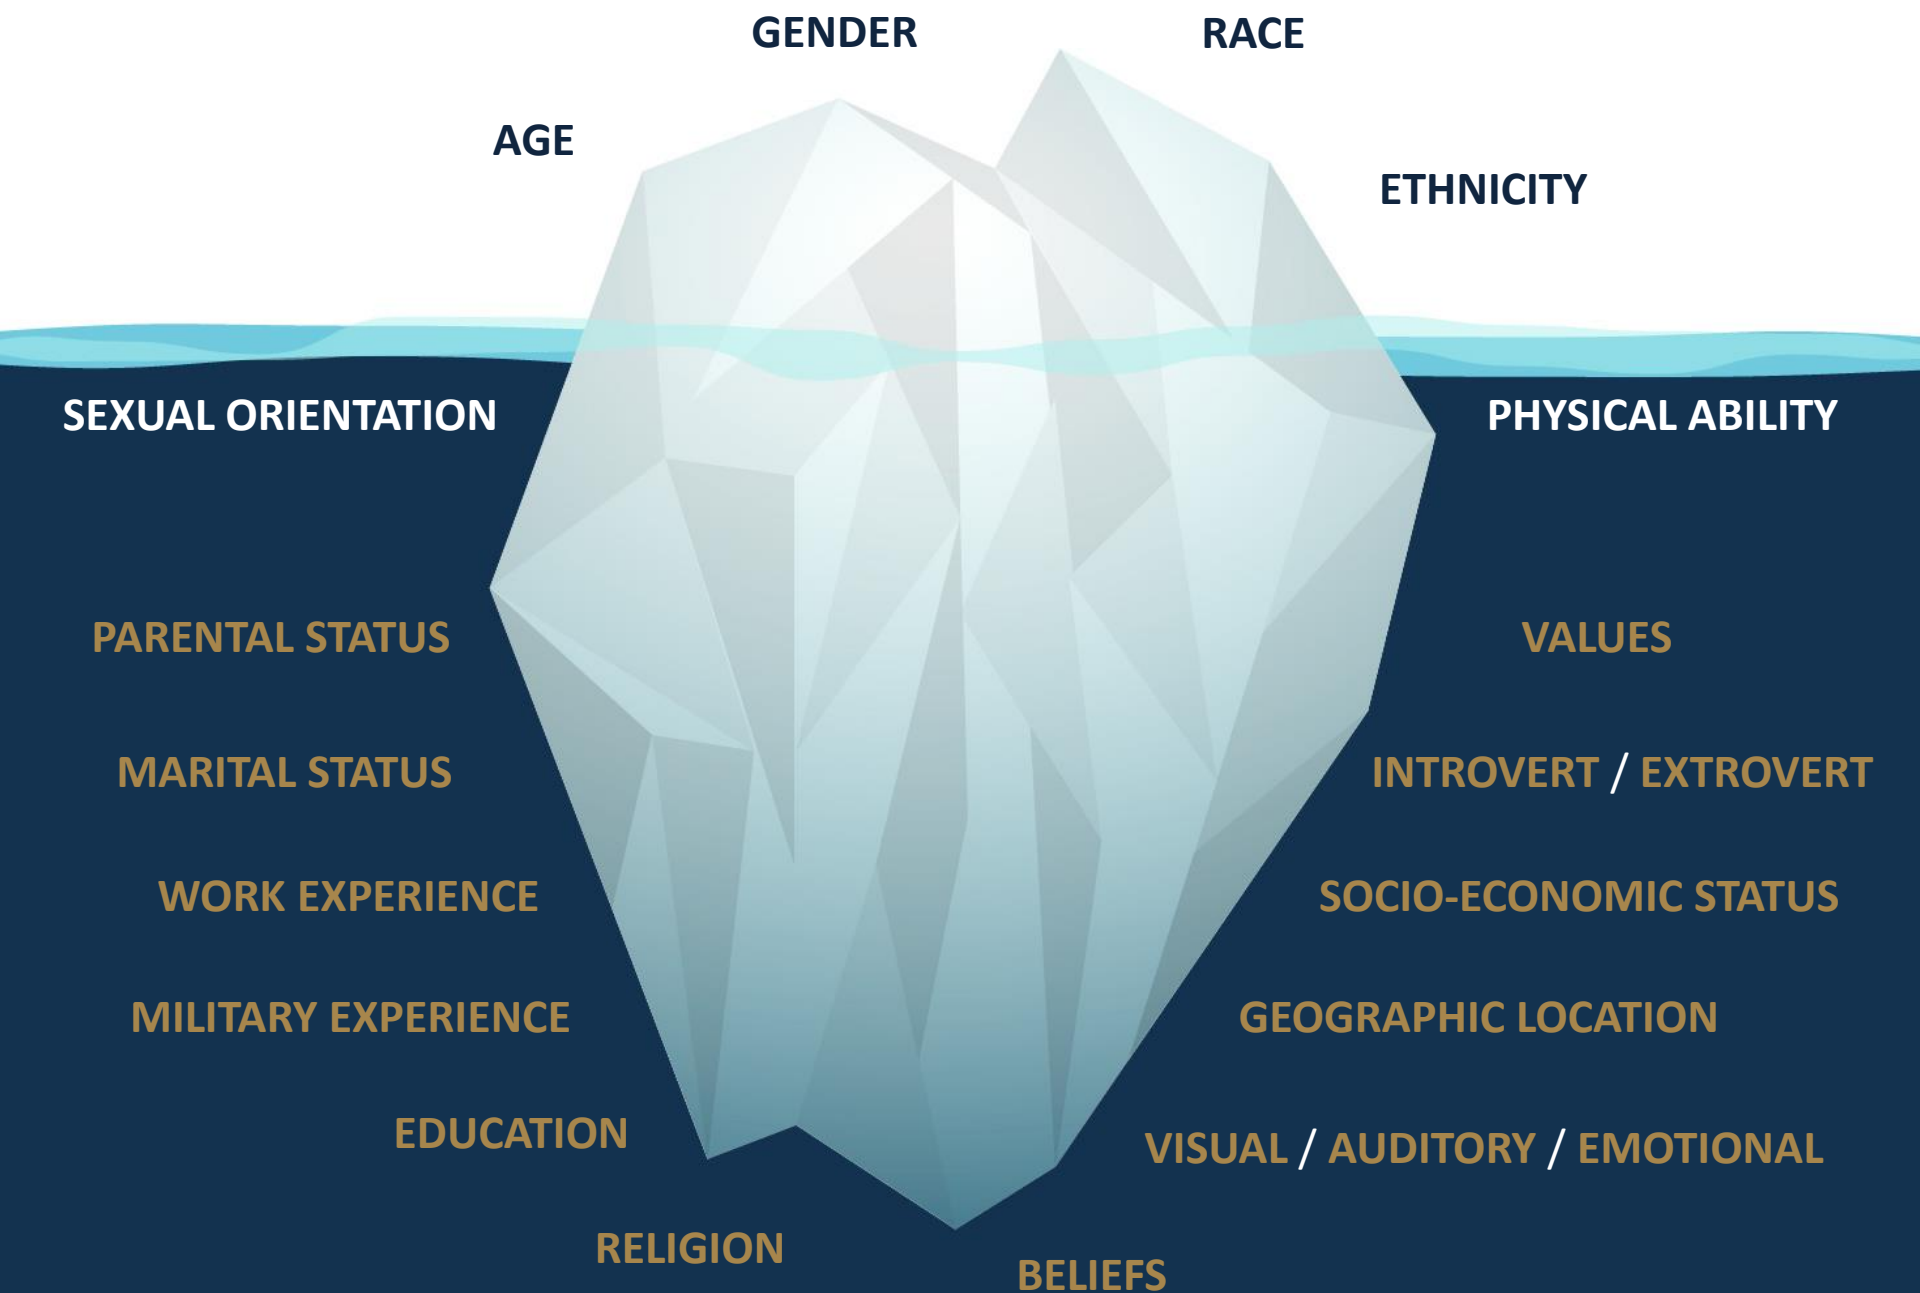 GENDER
RACE
AGE
ETHNICITY
SEXUAL ORIENTATION
PHYSICAL ABILITY
PARENTAL STATUS
VALUES
MARITAL STATUS
INTROVERT / EXTROVERT
WORK EXPERIENCE
SOCIO-ECONOMIC STATUS
MILITARY EXPERIENCE
GEOGRAPHIC LOCATION
EDUCATION
VISUAL / AUDITORY / EMOTIONAL
RELIGION
BELIEFS